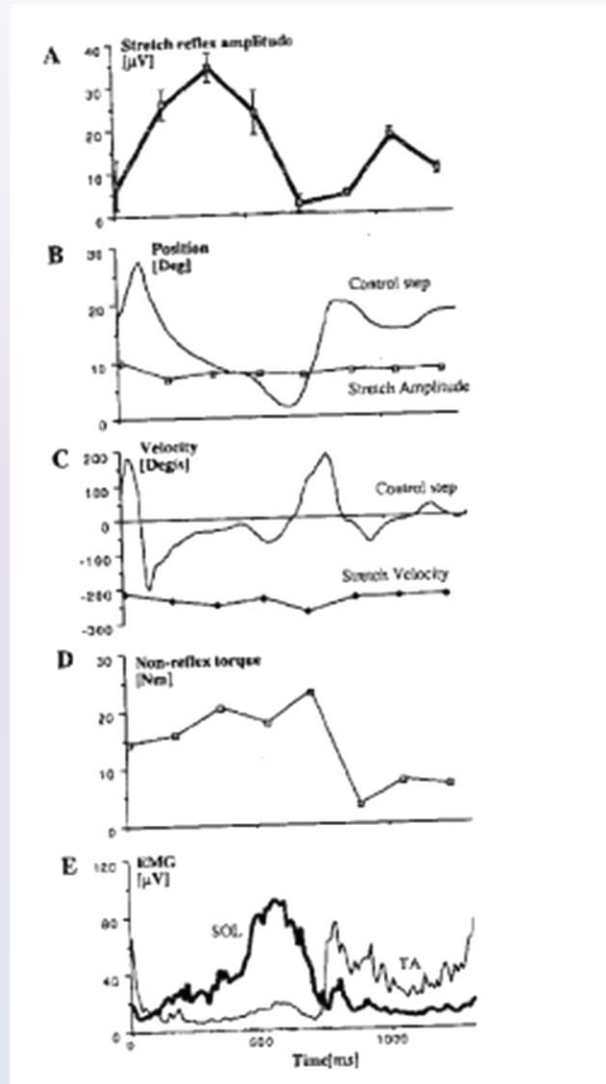 A
Stretch reflex amplitude
[µV]
40
30
20
10
0
B
Position
[Deg]
30
20
10
0
Control step
Stretch Amplitude
C
Velocity
[Deg/s]
200
100
0
-100
-200
-300
Control step
Stretch Velocity
D
Non-reflex torque
[Nm]
30
20
10
0
E
EMG
[µV]
120
80
40
0
SOL
TA
0 500 1000
Time[ms]